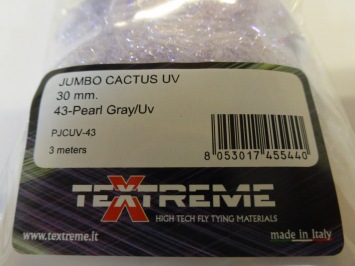 JUMBO CACTUS UV
30 mm.
43-Pearl Gray/Uv
PJCUV-43
3 meters
8 053017 455440
TEXTREME
HIGH TECH FLY TYING MATERIALS
www.textreme.it
made in Italy